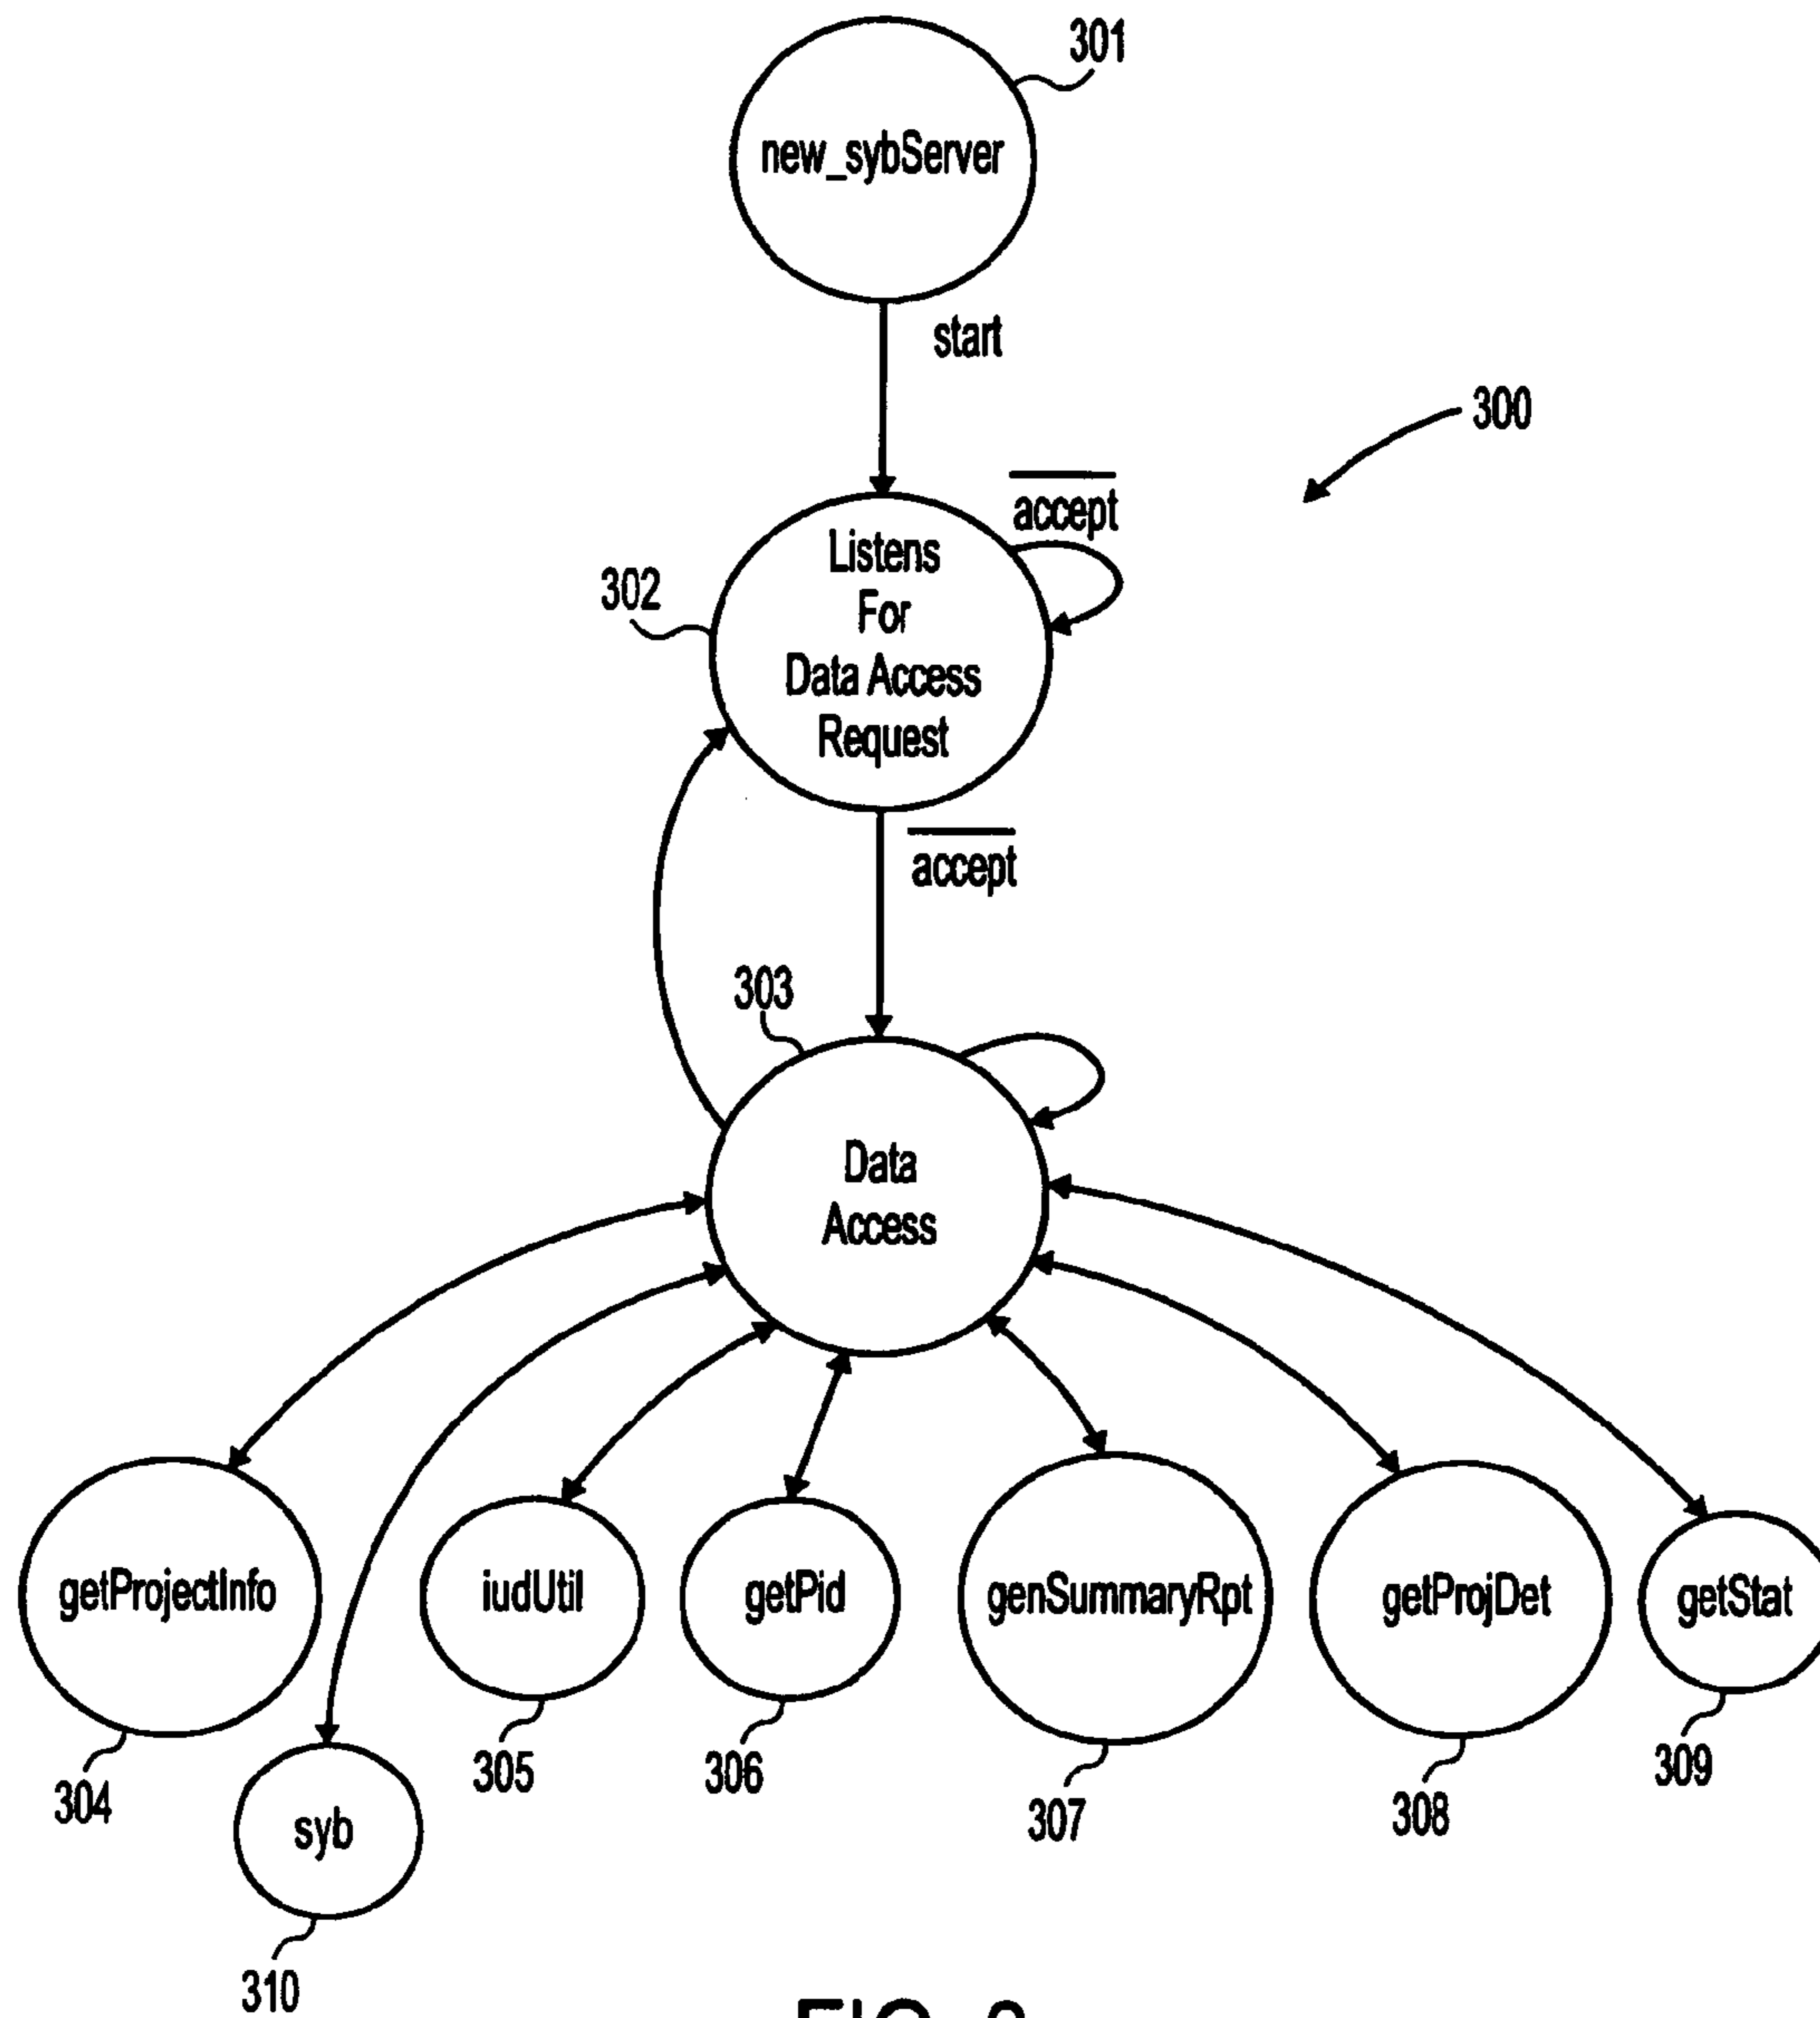 301
new_sybServer
start
300
accept
Listens
For
Data Access
Request
302
accept
303
Data
Access
getProjectInfo
iudUtil
getPid
genSummaryRpt
getProjDet
getStat
304
305
306
307
308
309
syb
310